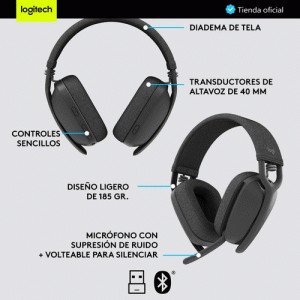 logitech
Tienda oficial
DIADEMA DE TELA
TRANSDUCTORES DE
ALTAVOZ DE 40 MM
CONTROLES
SENCILLOS
DISEÑO LIGERO
DE 185 GR.
MICRÓFONO CON
SUPRESIÓN DE RUIDO
+ VOLTEABLE PARA SILENCIAR